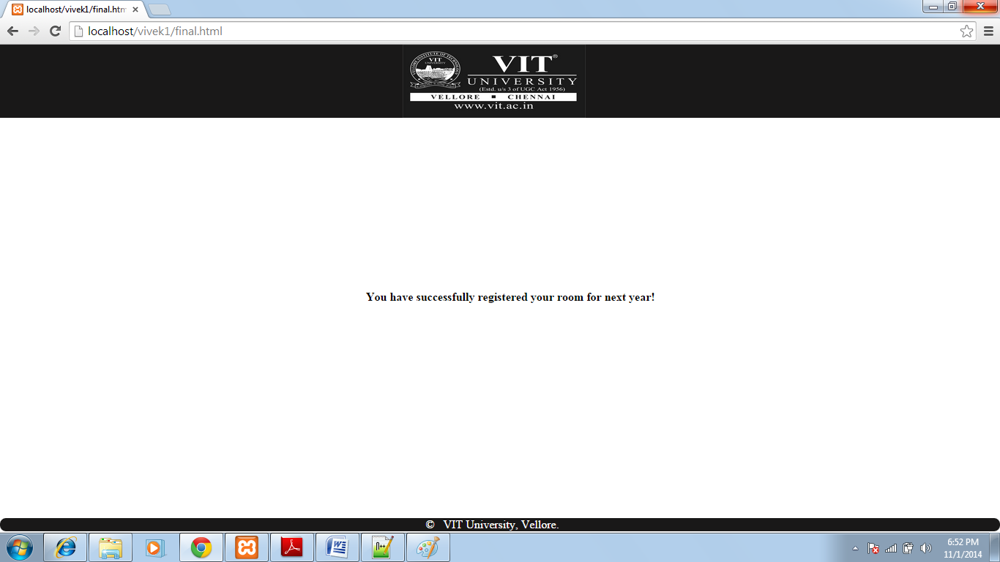 localhost/vivek1/final.htm
localhost/vivek1/final.html
VIT
UNIVERSITY
VIT®
UNIVERSITY
(Estd. u/s 3 of UGC Act 1956)
VELLORE ■ CHENNAI
www.vit.ac.in
You have successfully registered your room for next year!
© VIT University, Vellore.
6:52 PM
11/1/2014